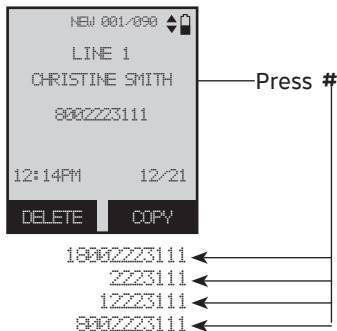 NEW 001/090
LINE 1
CHRISTINE SMITH
8002223111
12:14PM 12/21
DELETE COPY
Press #
18002223111
2223111
12223111
8002223111